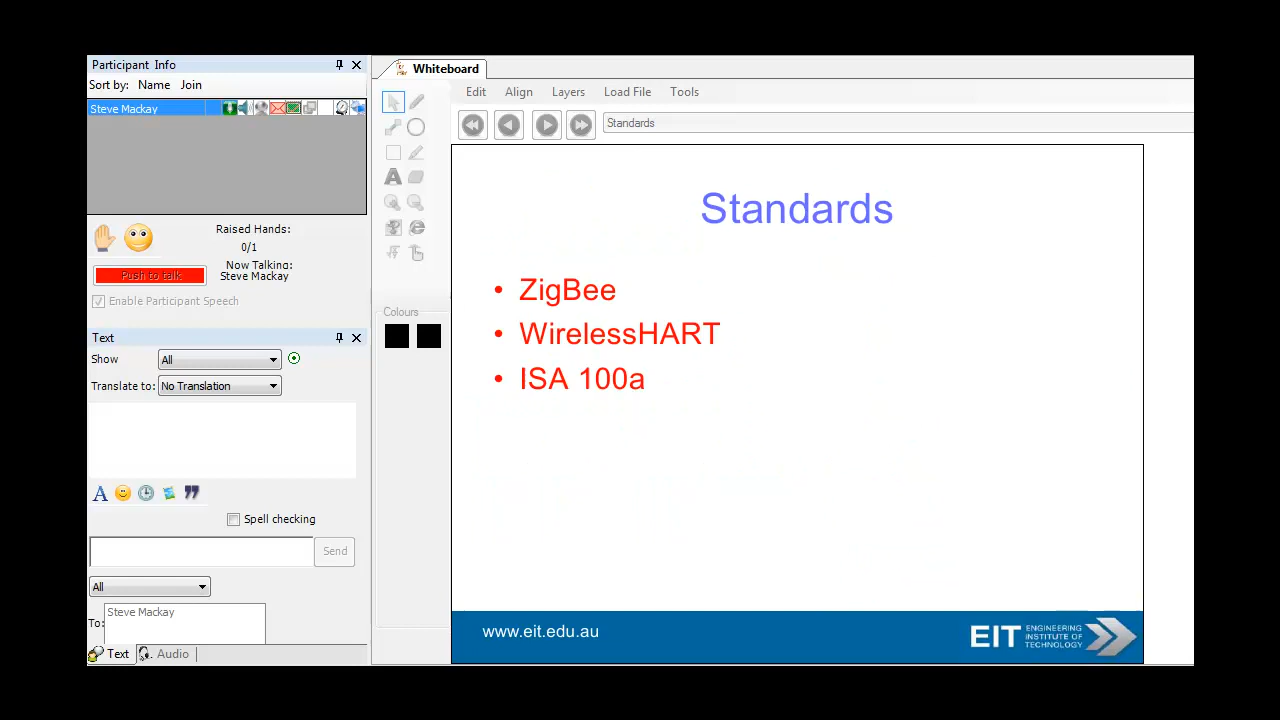 Participant Info
Sort by: Name Join
Steve Mackay
Raised Hands:
0/1
Now Talking:
Steve Mackay
Push to talk
Enable Participant Speech
Text
Show All
Translate to: No Translation
Spell checking
Send
All
To: Steve Mackay
Text Audio
Whiteboard
Edit Align Layers Load File Tools
Standards
Colours
Standards
• ZigBee
• WirelessHART
• ISA 100a
www.eit.edu.au
EIT ENGINEERING
INSTITUTE OF
TECHNOLOGY